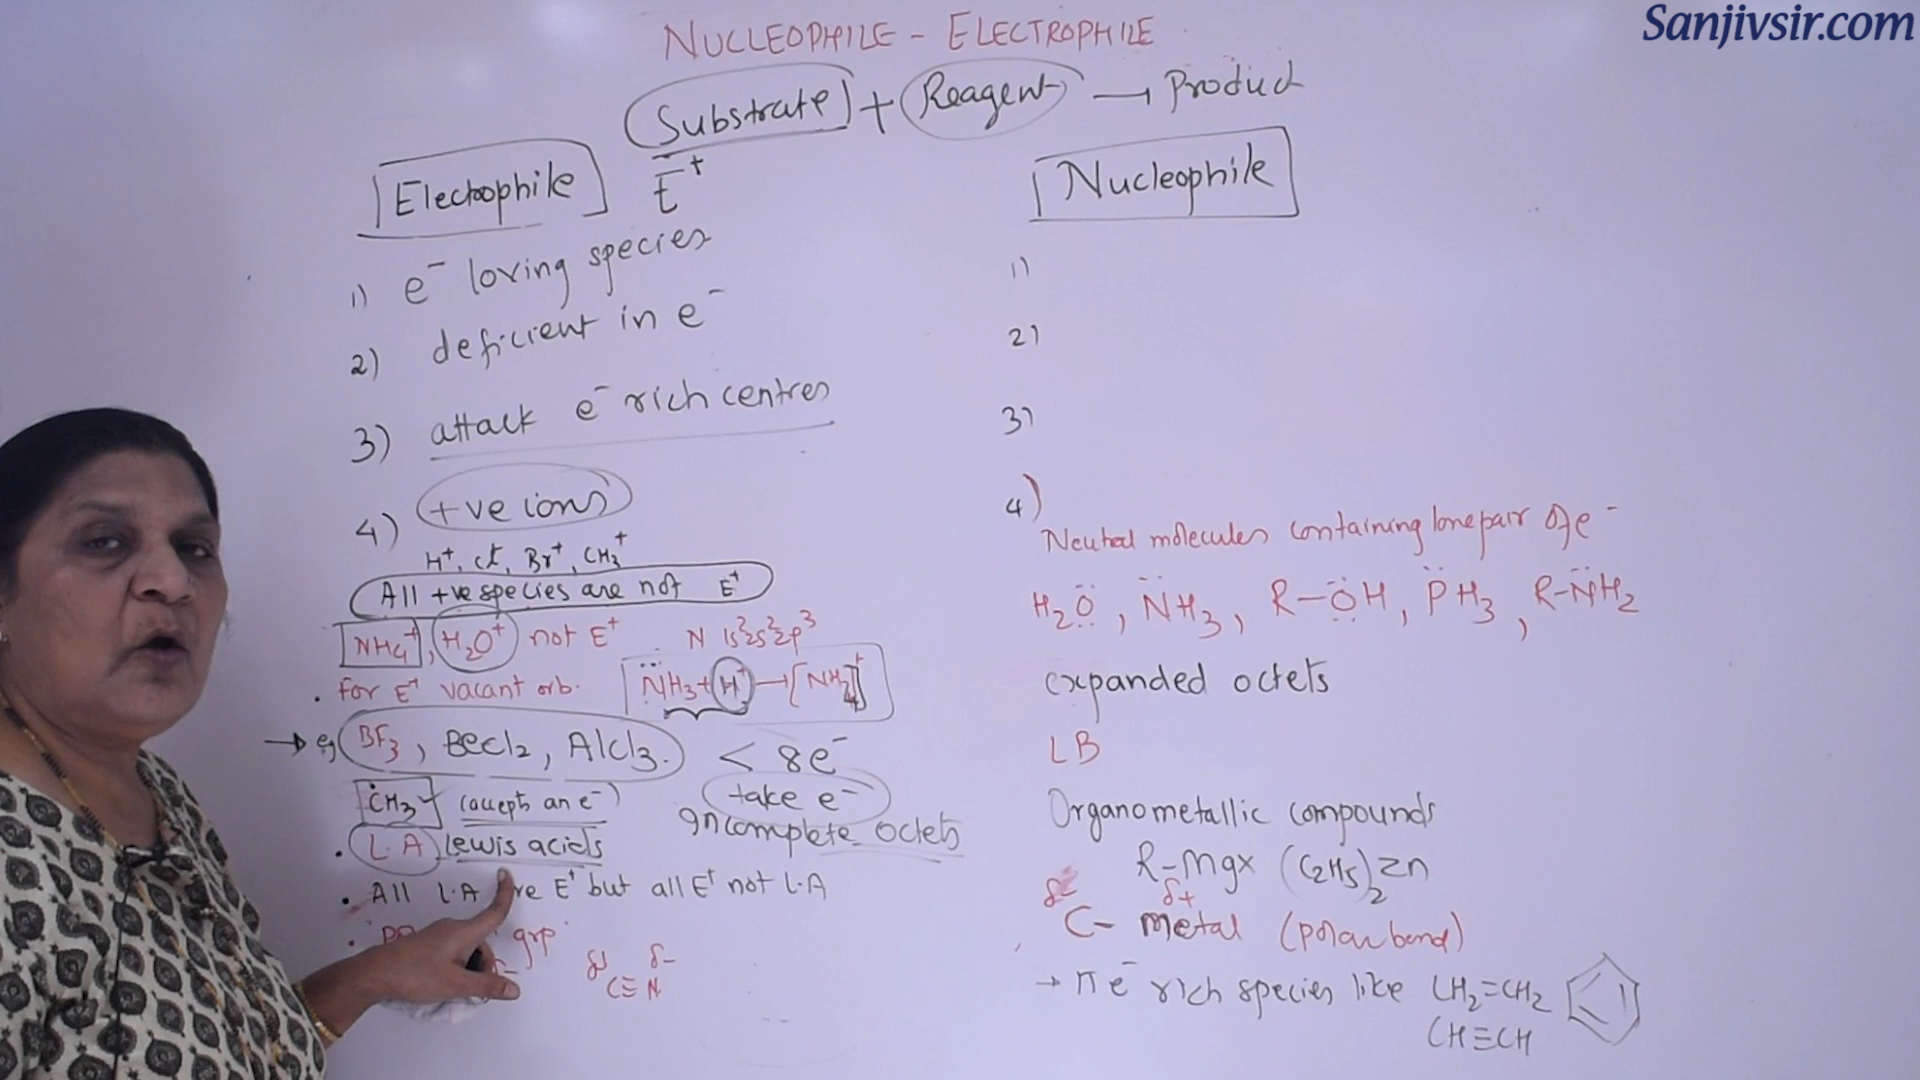 Sanjivsir.com
NUCLEOPHILE - ELECTROPHILE
Substrate + Reagent → Product
Electrophile E⁺
1) e⁻ loving species
2) deficient in e⁻
3) attack e⁻ rich centres
4) +ve ions
H⁺, Cl⁺, Br⁺, CH₃⁺
All +ve species are not E⁺
NH₄⁺, H₃O⁺ not E⁺ N 1s²2s²2p³
. for E⁺ vacant orb. NH₃ + H⁺ → [NH₄]⁺
→ eg BF₃, BeCl₂, AlCl₃. < 8e⁻
ĊH₃ (accepts an e⁻) take e⁻
Incomplete octets
. L.A Lewis acids
. All L.A are E⁺ but all E⁺ not L.A
. grp
δ+ δ-
C≡N
Nucleophile
1)
2)
3)
4)
Neutral molecules containing lone pair of e⁻
H₂Ö, N̈H₃, R-ÖH, P̈H₃, R-N̈H₂
expanded octets
LB
Organometallic compounds
R-Mgx (C₂H₅)₂Zn
δ- δ+
C- metal (polar bond)
→ π e⁻ rich species like CH₂=CH₂
CH≡CH